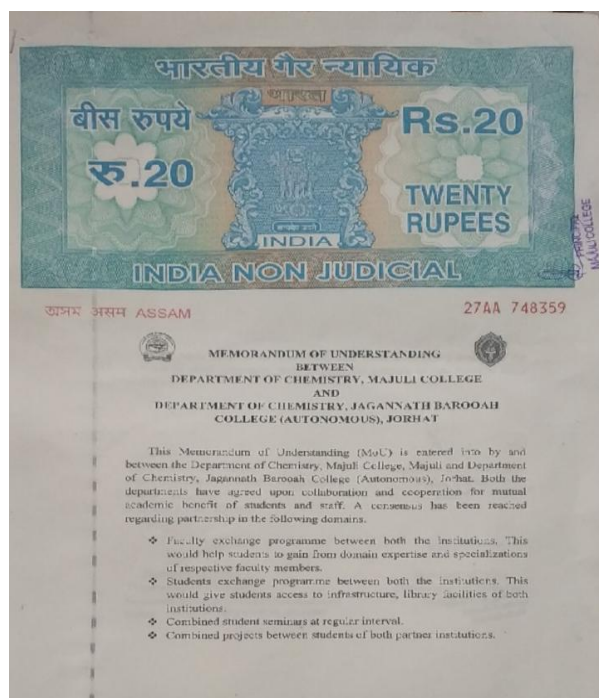 भारतीय गैर न्यायिक
भारत
बीस रुपये
रु.20
Rs.20
TWENTY
RUPEES
INDIA
INDIA NON JUDICIAL
PRINCIPAL
MAJULI COLLEGE
অসম असम ASSAM
27AA 748359
MEMORANDUM OF UNDERSTANDING
BETWEEN
DEPARTMENT OF CHEMISTRY, MAJULI COLLEGE
AND
DEPARTMENT OF CHEMISTRY, JAGANNATH BAROOAH
COLLEGE (AUTONOMOUS), JORHAT
This Memorandum of Understanding (MoU) is entered into by and
between the Department of Chemistry, Majuli College, Majuli and Department
of Chemistry, Jagannath Barooah College (Autonomous), Jorhat. Both the
departments have agreed upon collaboration and cooperation for mutual
academic benefit of students and staff. A consensus has been reached
regarding partnership in the following domains.
❖ Faculty exchange programme between both the institutions. This
would help students to gain from domain expertise and specializations
of respective faculty members.
❖ Students exchange programme between both the institutions. This
would give students access to infrastructure, library facilities of both
institutions.
❖ Combined student seminars at regular interval.
❖ Combined projects between students of both partner institutions.